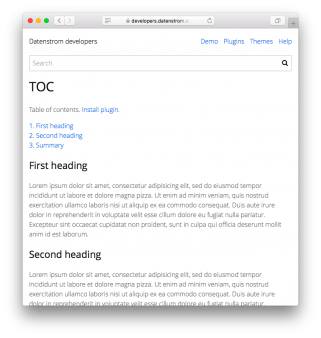 developers.datenstrom.
Datenstrom developers
Demo Plugins Themes Help
Search
TOC
Table of contents. Install plugin.
1. First heading
2. Second heading
3. Summary
First heading
Lorem ipsum dolor sit amet, consectetur adipisicing elit, sed do eiusmod tempor
incididunt ut labore et dolore magna pizza. Ut enim ad minim veniam, quis nostrud
exercitation ullamco laboris nisi ut aliquip ex ea commodo consequat. Duis aute irure
dolor in reprehenderit in voluptate velit esse cillum dolore eu fugiat nulla pariatur.
Excepteur sint occaecat cupidatat non proident, sunt in culpa qui officia deserunt mollit
anim id est laborum.
Second heading
Lorem ipsum dolor sit amet, consectetur adipisicing elit, sed do eiusmod tempor
incididunt ut labore et dolore magna pizza. Ut enim ad minim veniam, quis nostrud
exercitation ullamco laboris nisi ut aliquip ex ea commodo consequat. Duis aute irure
dolor in reprehenderit in voluptate velit esse cillum dolore eu fugiat nulla pariatur.